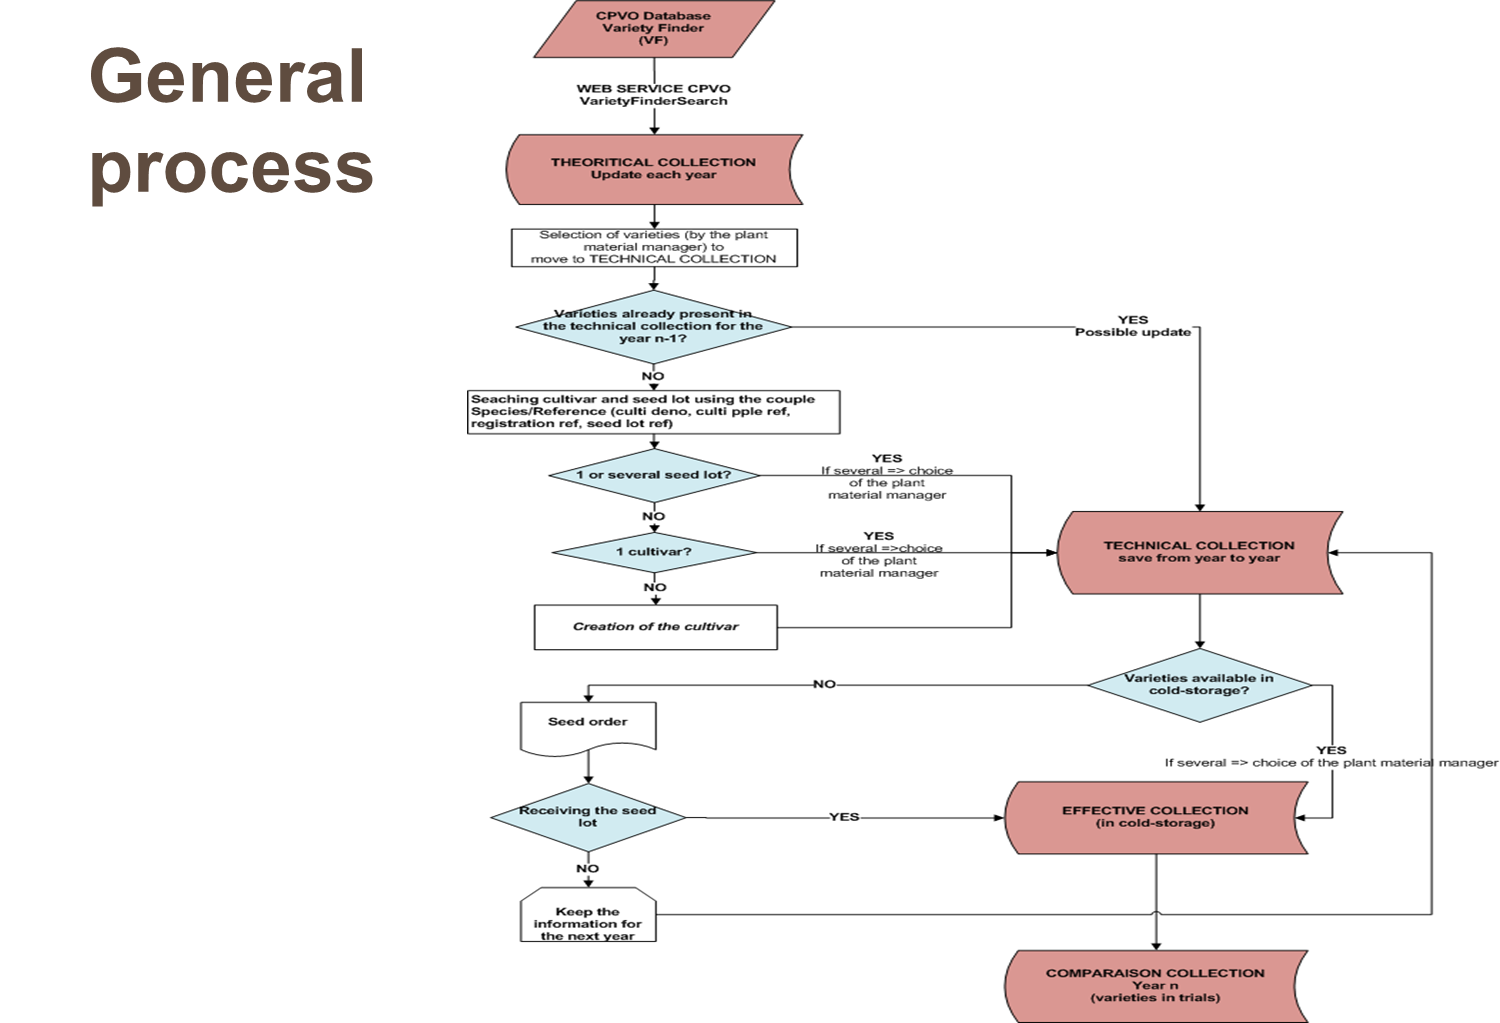 General
process
CPVO Database
Variety Finder
(VF)
WEB SERVICE CPVO
VarietyFinderSearch
THEORITICAL COLLECTION
Update each year
Selection of varieties (by the plant
material manager) to
move to TECHNICAL COLLECTION
Varieties already present in
the technical collection for the
year n-1?
YES
Possible update
NO
Seaching cultivar and seed lot using the couple
Species/Reference (culti deno, culti pple ref,
registration ref, seed lot ref)
1 or several seed lot?
YES
If several => choice
of the plant
material manager
NO
1 cultivar?
YES
If several =>choice
of the plant
material manager
NO
Creation of the cultivar
TECHNICAL COLLECTION
save from year to year
Varieties available in
cold-storage?
NO
Seed order
YES
If several => choice of the plant material manager
Receiving the seed
lot
YES
EFFECTIVE COLLECTION
(in cold-storage)
NO
Keep the
information for
the next year
COMPARAISON COLLECTION
Year n
(varieties in trials)